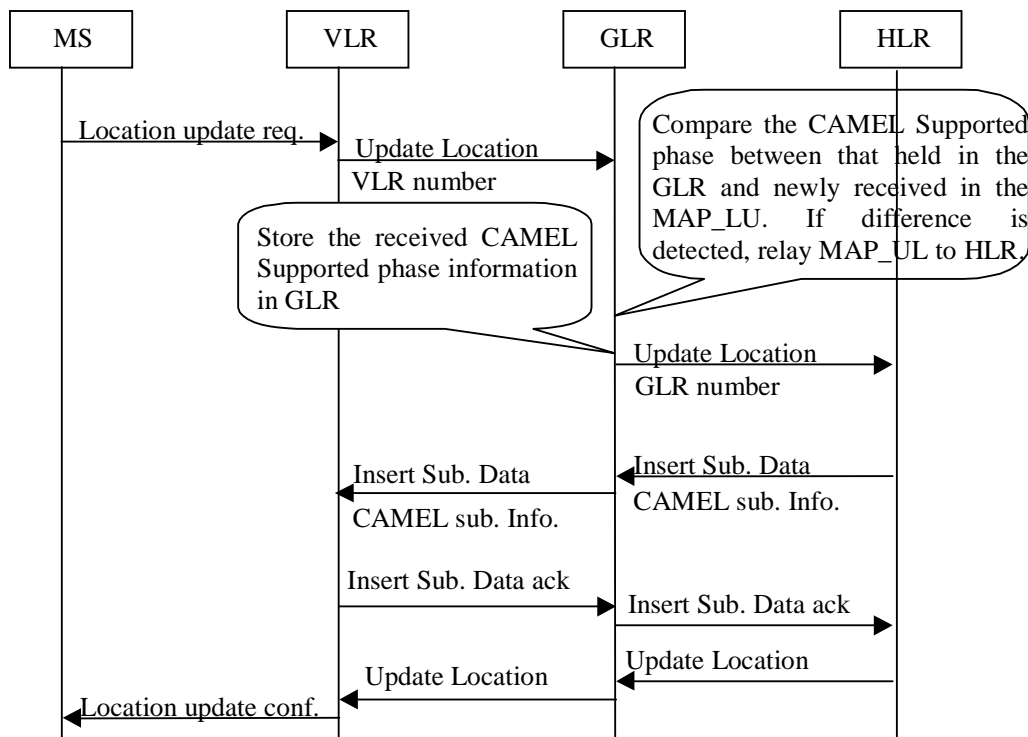 MS
VLR
GLR
HLR
Location update req.
Update Location
VLR number
Compare the CAMEL Supported
phase between that held in the
GLR and newly received in the
MAP_LU. If difference is
detected, relay MAP_UL to HLR.
Store the received CAMEL
Supported phase information
in GLR
Update Location
GLR number
Insert Sub. Data
CAMEL sub. Info.
Insert Sub. Data
CAMEL sub. Info.
Insert Sub. Data ack
Insert Sub. Data ack
Update Location
Update Location
Location update conf.